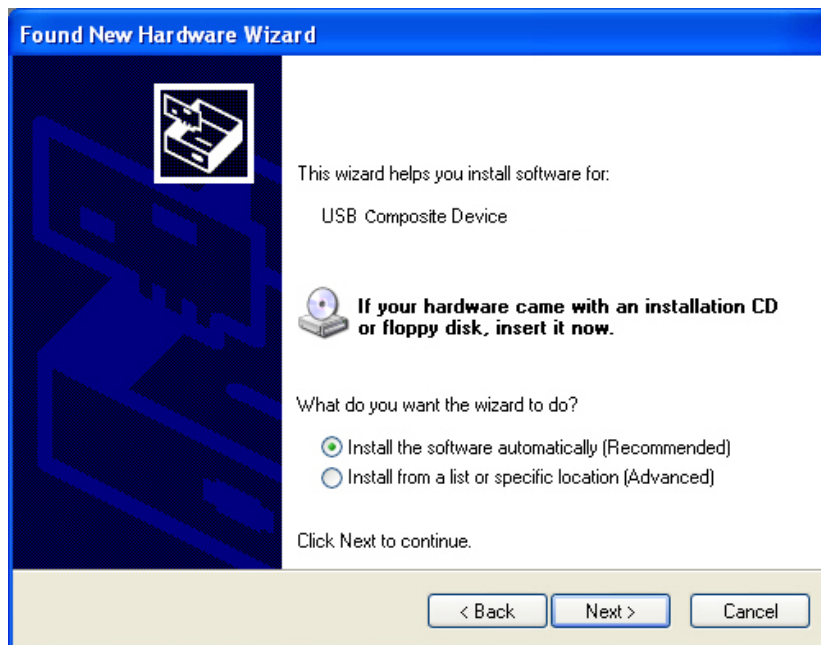 Found New Hardware Wizard
This wizard helps you install software for:
USB Composite Device
If your hardware came with an installation CD
or floppy disk, insert it now.
What do you want the wizard to do?
Install the software automatically (Recommended)
Install from a list or specific location (Advanced)
Click Next to continue.
< Back Next > Cancel